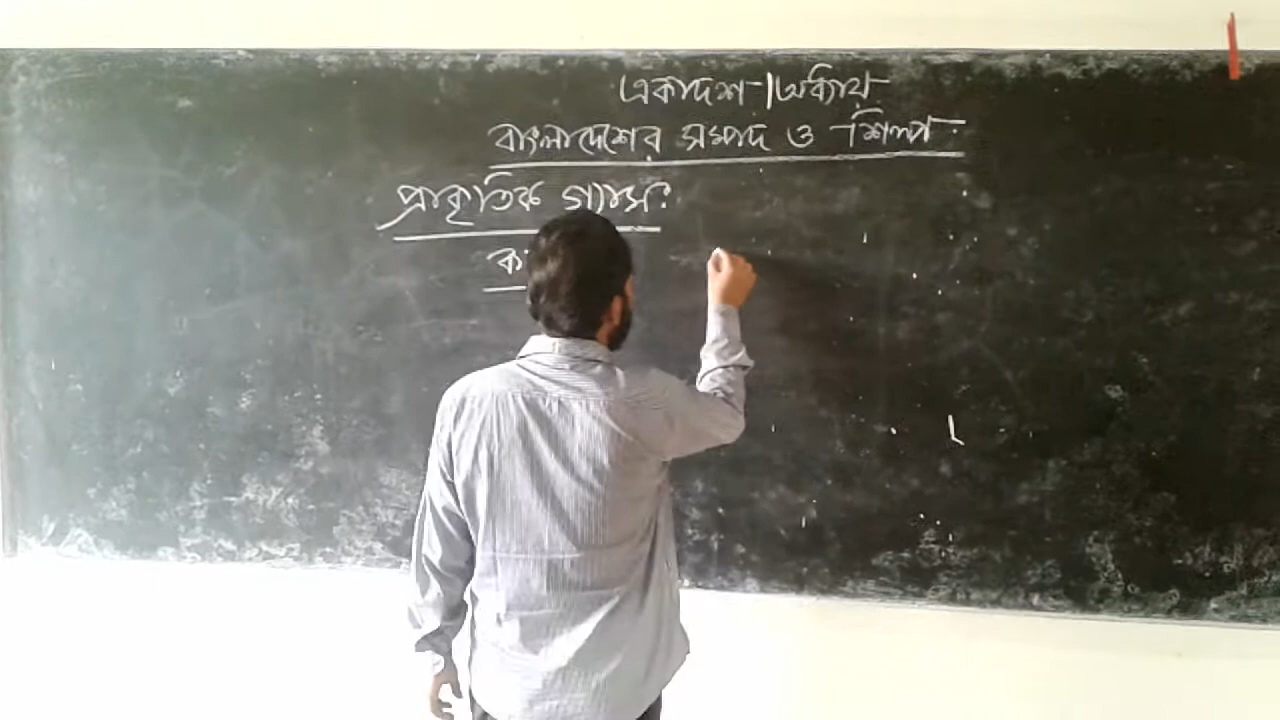 একাদশ অধ্যায়
বাংলাদেশের সম্পদ ও শিল্প
প্রাকৃতিক গ্যাসঃ